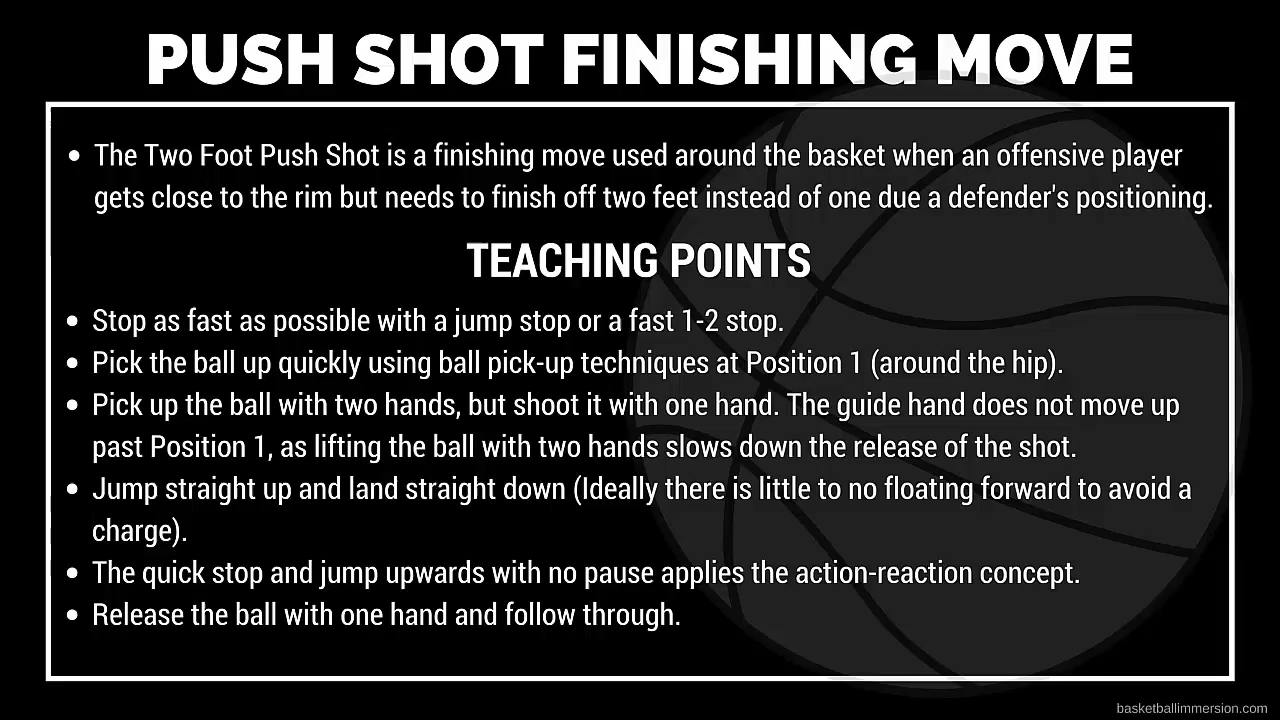 PUSH SHOT FINISHING MOVE
• The Two Foot Push Shot is a finishing move used around the basket when an offensive player
gets close to the rim but needs to finish off two feet instead of one due a defender's positioning.
TEACHING POINTS
• Stop as fast as possible with a jump stop or a fast 1-2 stop.
• Pick the ball up quickly using ball pick-up techniques at Position 1 (around the hip).
• Pick up the ball with two hands, but shoot it with one hand. The guide hand does not move up
past Position 1, as lifting the ball with two hands slows down the release of the shot.
• Jump straight up and land straight down (Ideally there is little to no floating forward to avoid a
charge).
• The quick stop and jump upwards with no pause applies the action-reaction concept.
• Release the ball with one hand and follow through.
basketballimmersion.com